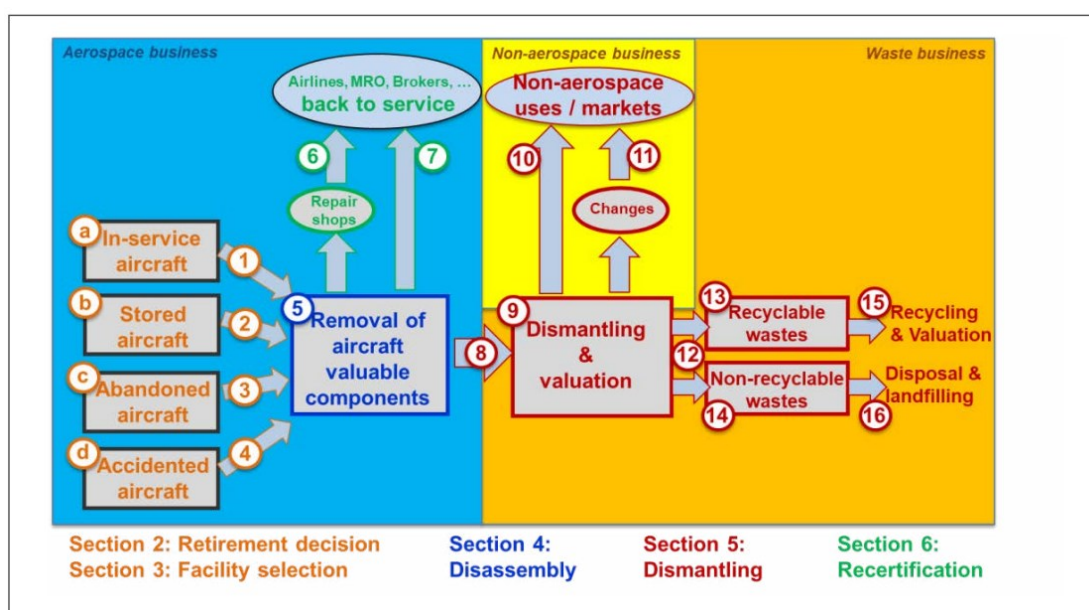 Aerospace business
Non-aerospace business
Waste business
Airlines, MRO, Brokers, ...
back to service
Non-aerospace
uses / markets
6
7
10
11
Repair
shops
Changes
a
In-service
aircraft
1
b
Stored
aircraft
2
c
Abandoned
aircraft
3
d
Accidented
aircraft
4
5
Removal of
aircraft
valuable
components
8
9
Dismantling
&
valuation
12
13
Recyclable
wastes
15
Recycling
& Valuation
14
Non-recyclable
wastes
16
Disposal &
landfilling
Section 2: Retirement decision
Section 3: Facility selection
Section 4:
Disassembly
Section 5:
Dismantling
Section 6:
Recertification